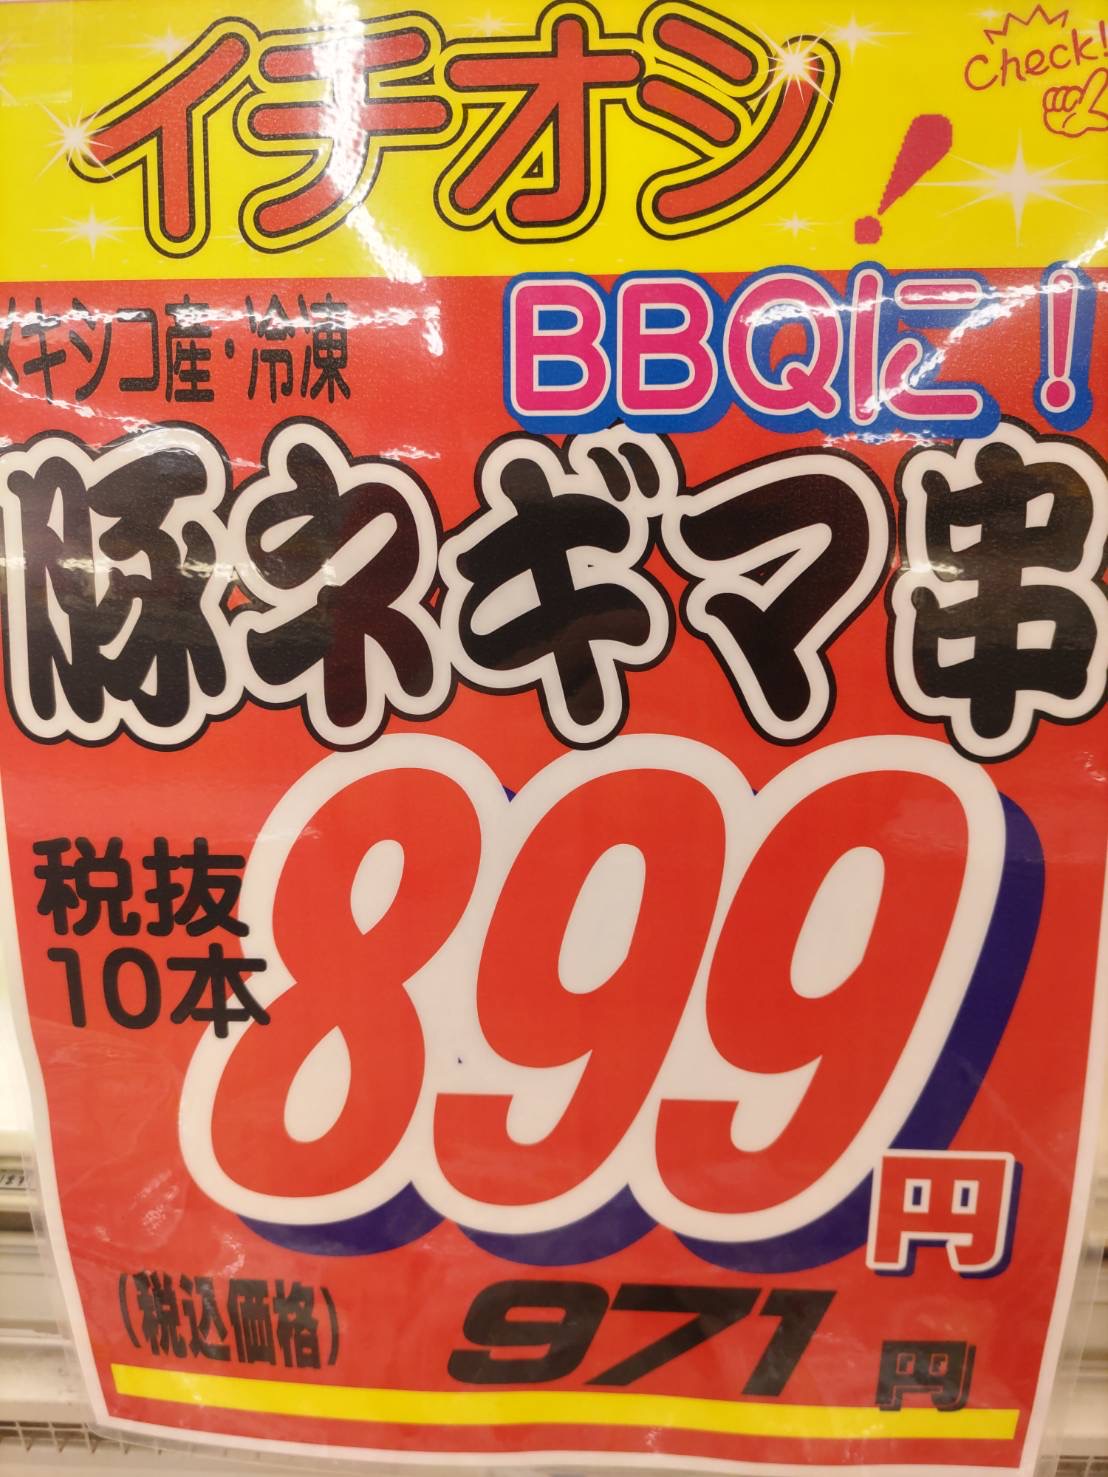 イチオシ！
Check!
メキシコ産・冷凍
BBQに！
豚ネギマ串
税抜
10本
899円
（税込価格） 971円